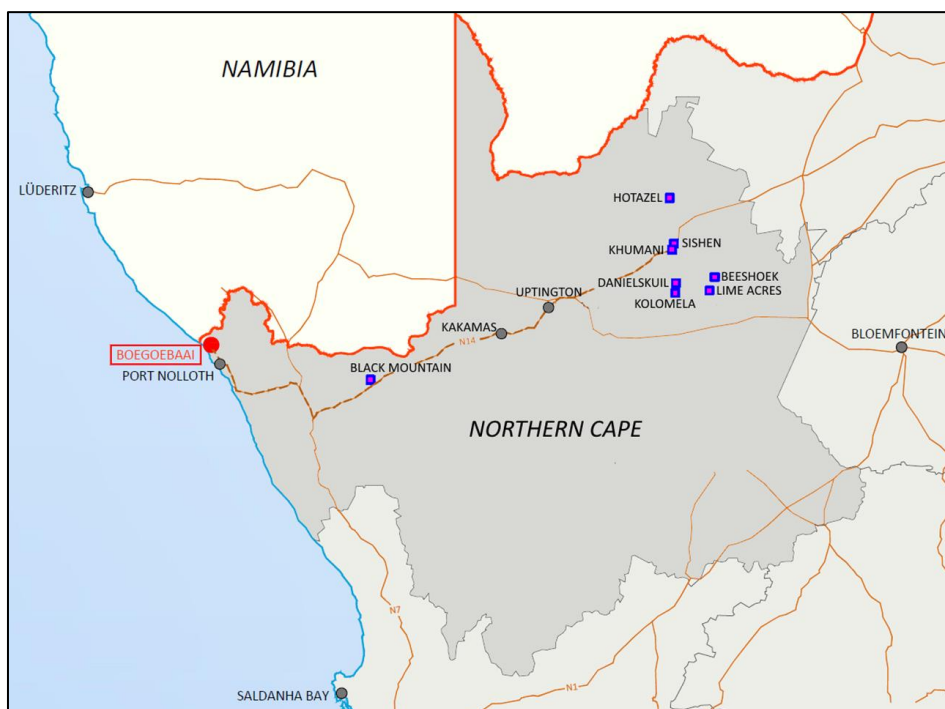 NAMIBIA
LÜDERITZ
HOTAZEL
SISHEN
KHUMANI
BEESHOEK
DANIELSKUIL
LIME ACRES
KOLOMELA
UPTINGTON
KAKAMAS
N14
BLOEMFONTEIN
BOEGOEBAAI
PORT NOLLOTH
BLACK MOUNTAIN
NORTHERN CAPE
N7
N1
SALDANHA BAY